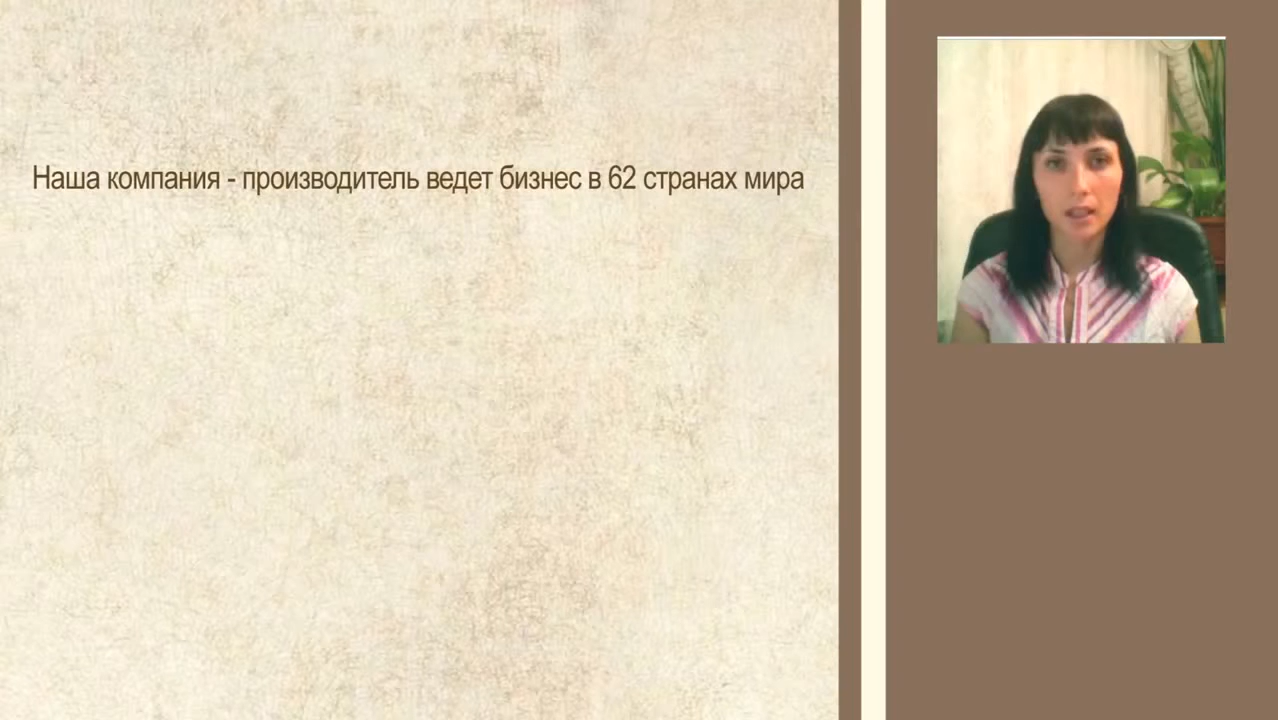 Наша компания - производитель ведет бизнес в 62 странах мира